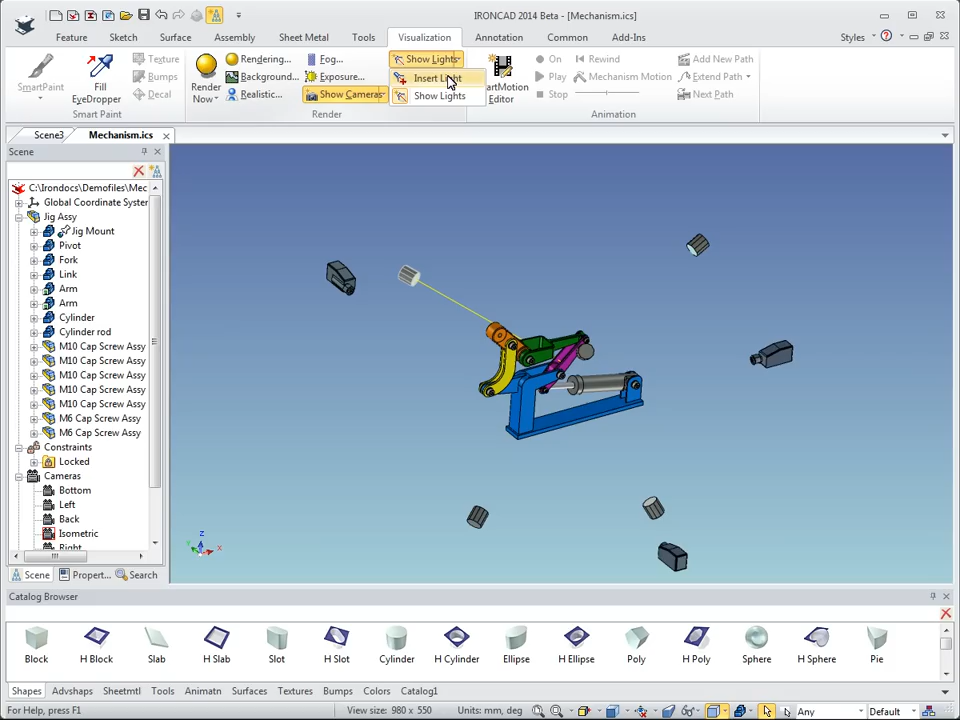 IRONCAD 2014 Beta - [Mechanism.ics]
Feature Sketch Surface Assembly Sheet Metal Tools Visualization Annotation Common Add-Ins Styles
SmartPaint
Fill EyeDropper
Texture
Bumps
Decal
Smart Paint
Render Now
Rendering...
Background...
Realistic...
Fog...
Exposure...
Show Cameras
Show Lights
Insert Light
Show Lights
Render
artMotion Editor
On
Play
Stop
Rewind
Mechanism Motion
Add New Path
Extend Path
Next Path
Animation
Scene3 Mechanism.ics
Scene
C:\Irondocs\Demofiles\Mec
Global Coordinate System
Jig Assy
Jig Mount
Pivot
Fork
Link
Arm
Arm
Cylinder
Cylinder rod
M10 Cap Screw Assy
M10 Cap Screw Assy
M10 Cap Screw Assy
M10 Cap Screw Assy
M10 Cap Screw Assy
M6 Cap Screw Assy
M6 Cap Screw Assy
Constraints
Locked
Cameras
Bottom
Left
Back
Isometric
Right
Z
X
Scene Propert... Search
Catalog Browser
Block H Block Slab H Slab Slot H Slot Cylinder H Cylinder Ellipse H Ellipse Poly H Poly Sphere H Sphere Pie
Shapes Advshaps Sheetmtl Tools Animatn Surfaces Textures Bumps Colors Catalog1
For Help, press F1 View size: 980 x 550 Units: mm, deg Any Default